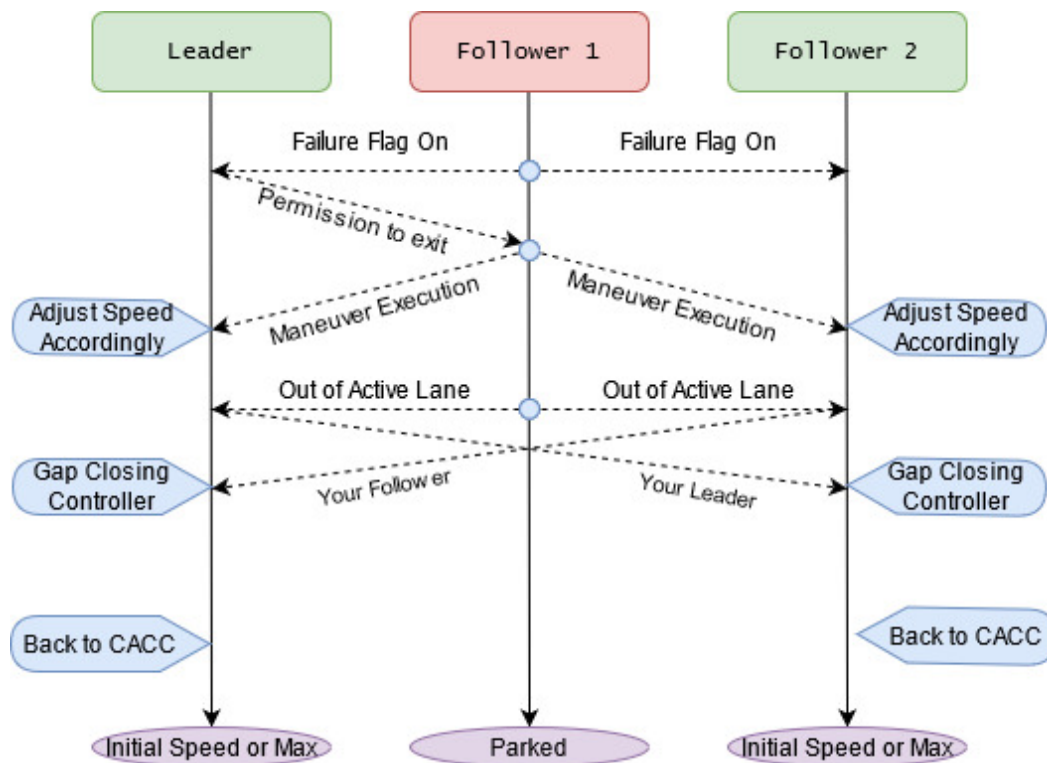 Leader
Follower 1
Follower 2
Failure Flag On
Failure Flag On
Permission to exit
Maneuver Execution
Maneuver Execution
Adjust Speed
Accordingly
Adjust Speed
Accordingly
Out of Active Lane
Out of Active Lane
Gap Closing
Controller
Your Follower
Your Leader
Gap Closing
Controller
Back to CACC
Back to CACC
Initial Speed or Max
Parked
Initial Speed or Max